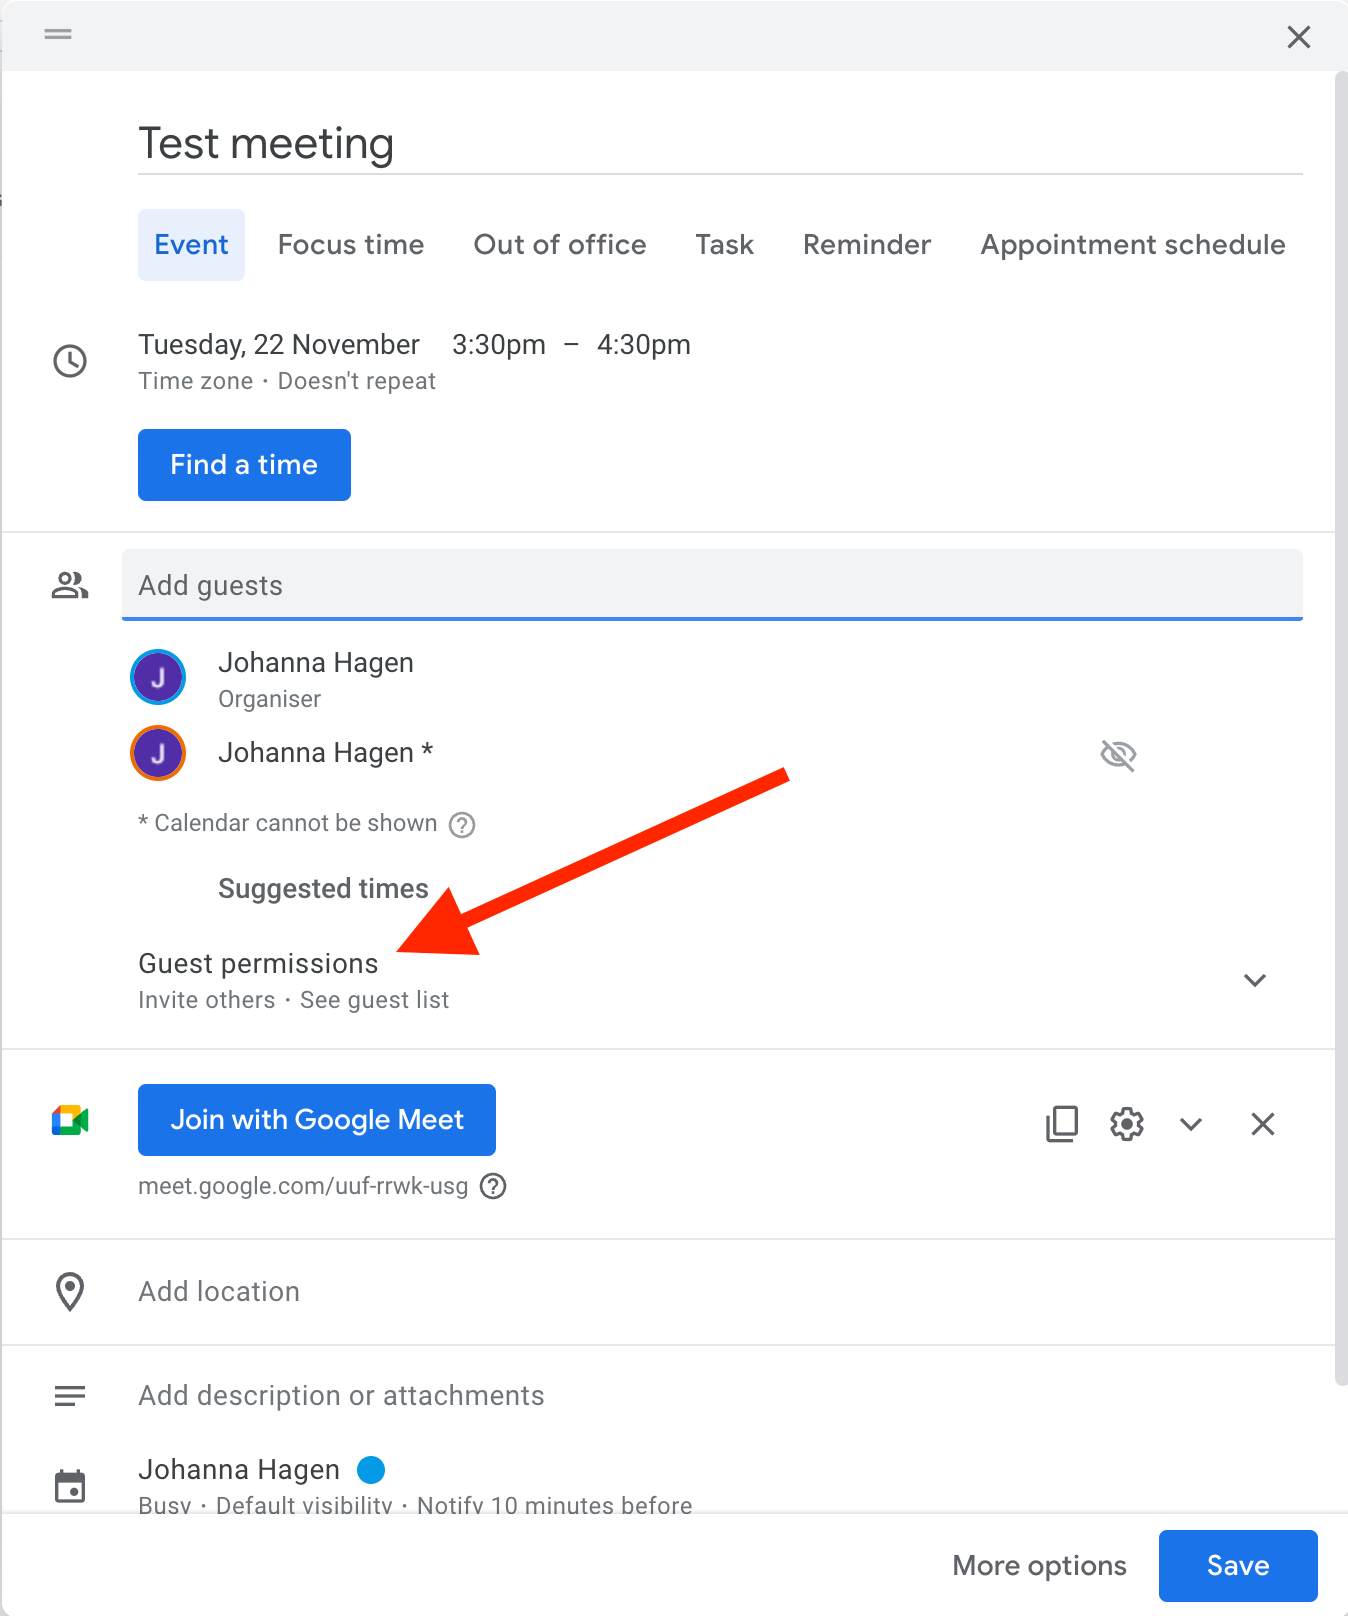 Test meeting
Event Focus time Out of office Task Reminder Appointment schedule
Tuesday, 22 November 3:30pm – 4:30pm
Time zone · Doesn't repeat
Find a time
Add guests
J Johanna Hagen
Organiser
J Johanna Hagen *
* Calendar cannot be shown ?
Suggested times
Guest permissions
Invite others · See guest list
Join with Google Meet
meet.google.com/uuf-rrwk-usg ?
Add location
Add description or attachments
Johanna Hagen
Busy · Default visibility · Notify 10 minutes before
More options Save